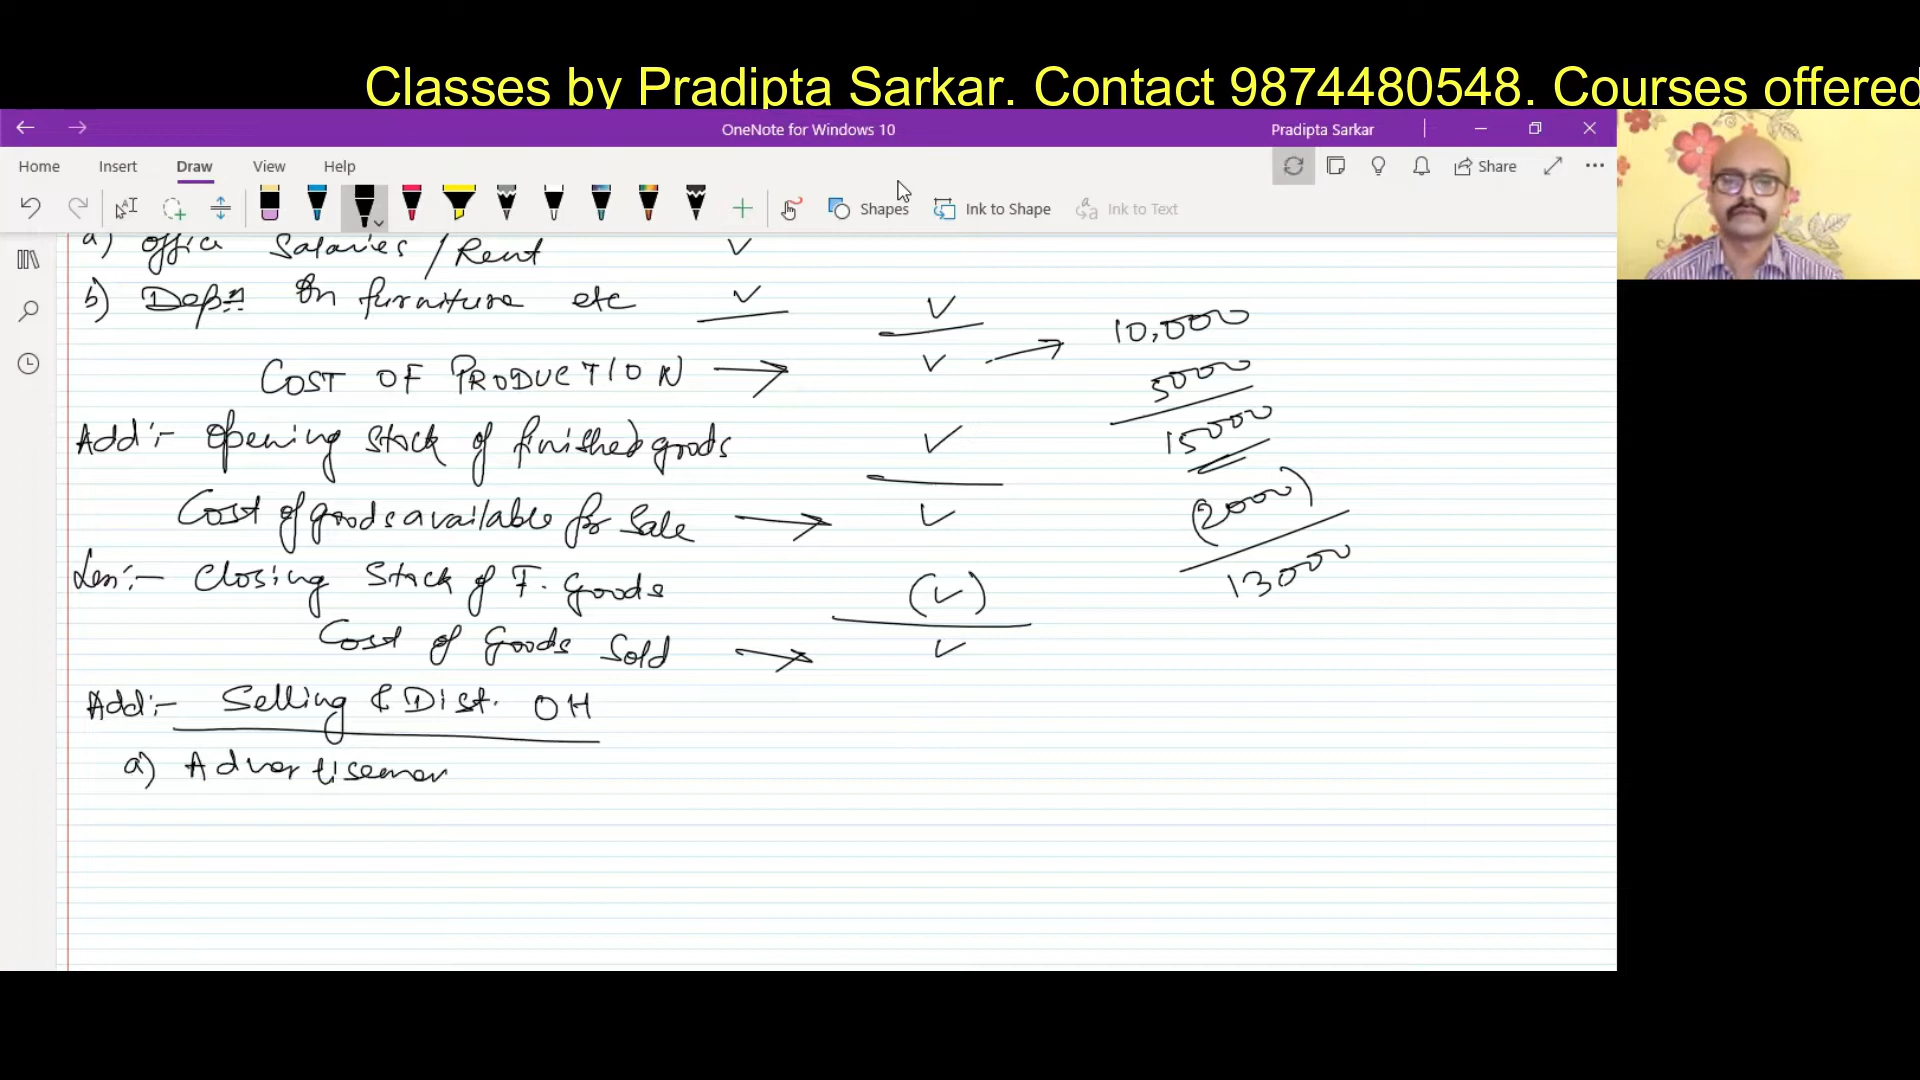 Classes by Pradipta Sarkar. Contact 9874480548. Courses offered
OneNote for Windows 10
Pradipta Sarkar
Home Insert Draw View Help
Share
Shapes Ink to Shape Ink to Text
a) Office Salaries / Rent
b) Depn. On furniture etc
10,000
COST OF PRODUCTION
5000
Add:- Opening Stock of finished goods
15000
Cost of goods available for Sale
(2000)
Less:- Closing Stock of F. Goods
13000
Cost of Goods Sold
Add:- Selling & Dist. OH
a) Advertisemen